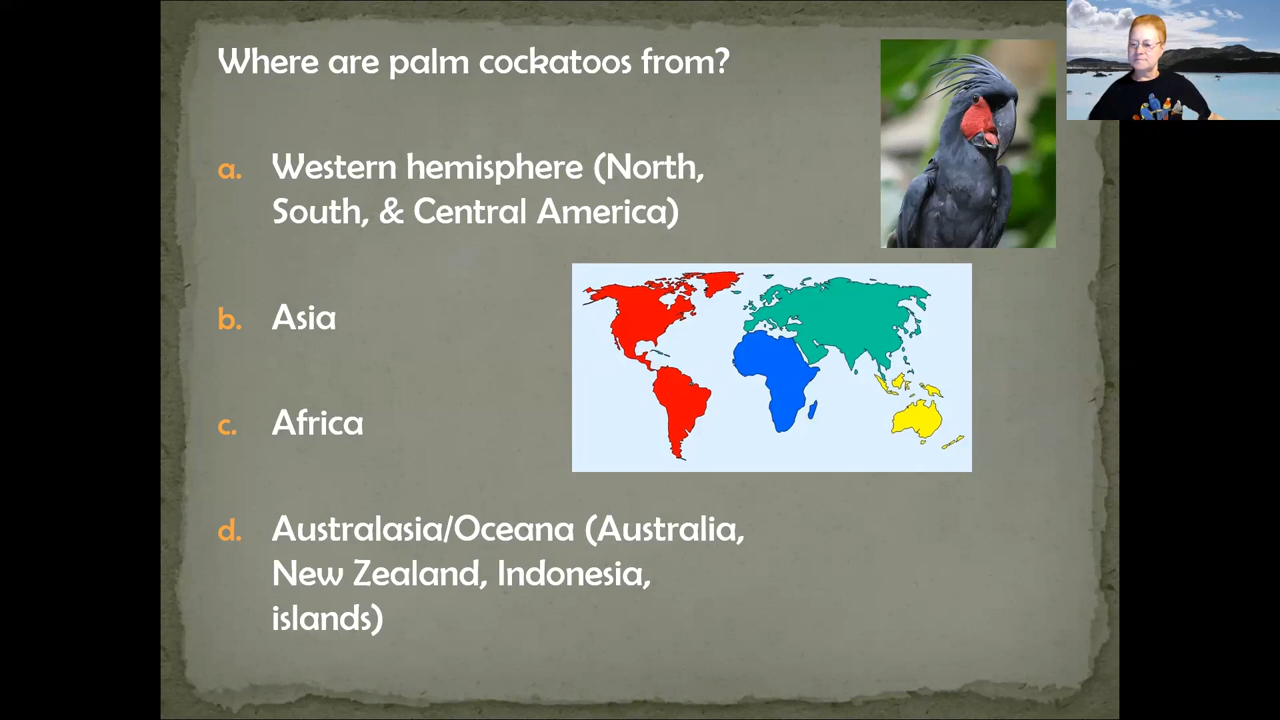 Where are palm cockatoos from?
a. Western hemisphere (North,
South, & Central America)
b. Asia
c. Africa
d. Australasia/Oceana (Australia,
New Zealand, Indonesia,
islands)